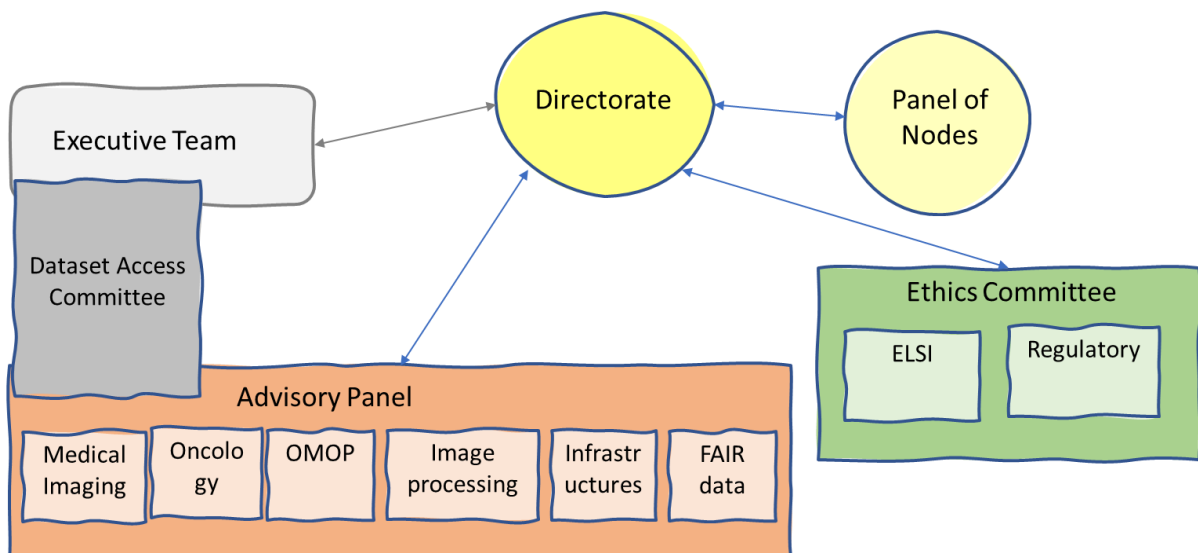 Directorate
Panel of
Nodes
Executive Team
Dataset Access
Committee
Ethics Committee
ELSI
Regulatory
Advisory Panel
Medical
Imaging
Oncolo
gy
OMOP
Image
processing
Infrastr
uctures
FAIR
data